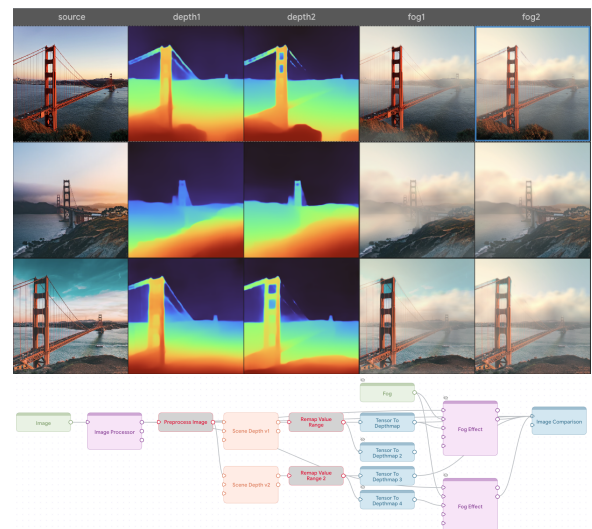 source depth1 depth2 fog1 fog2
Fog
Image
Image Processor
Preprocess Image
Scene Depth v1
Remap Value
Range
Tensor To
Depthmap
Fog Effect
Image Comparison
Tensor To
Depthmap 2
Scene Depth v2
Remap Value
Range 2
Tensor To
Depthmap 3
Tensor To
Depthmap 4
Fog Effect